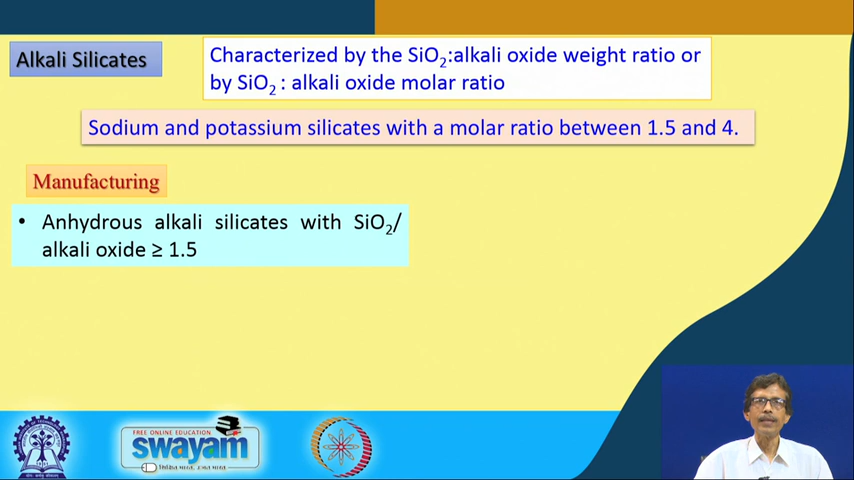 Alkali Silicates
Characterized by the SiO₂:alkali oxide weight ratio or
by SiO₂ : alkali oxide molar ratio
Sodium and potassium silicates with a molar ratio between 1.5 and 4.
Manufacturing
• Anhydrous alkali silicates with SiO₂/
alkali oxide ≥ 1.5
FREE ONLINE EDUCATION
swayam